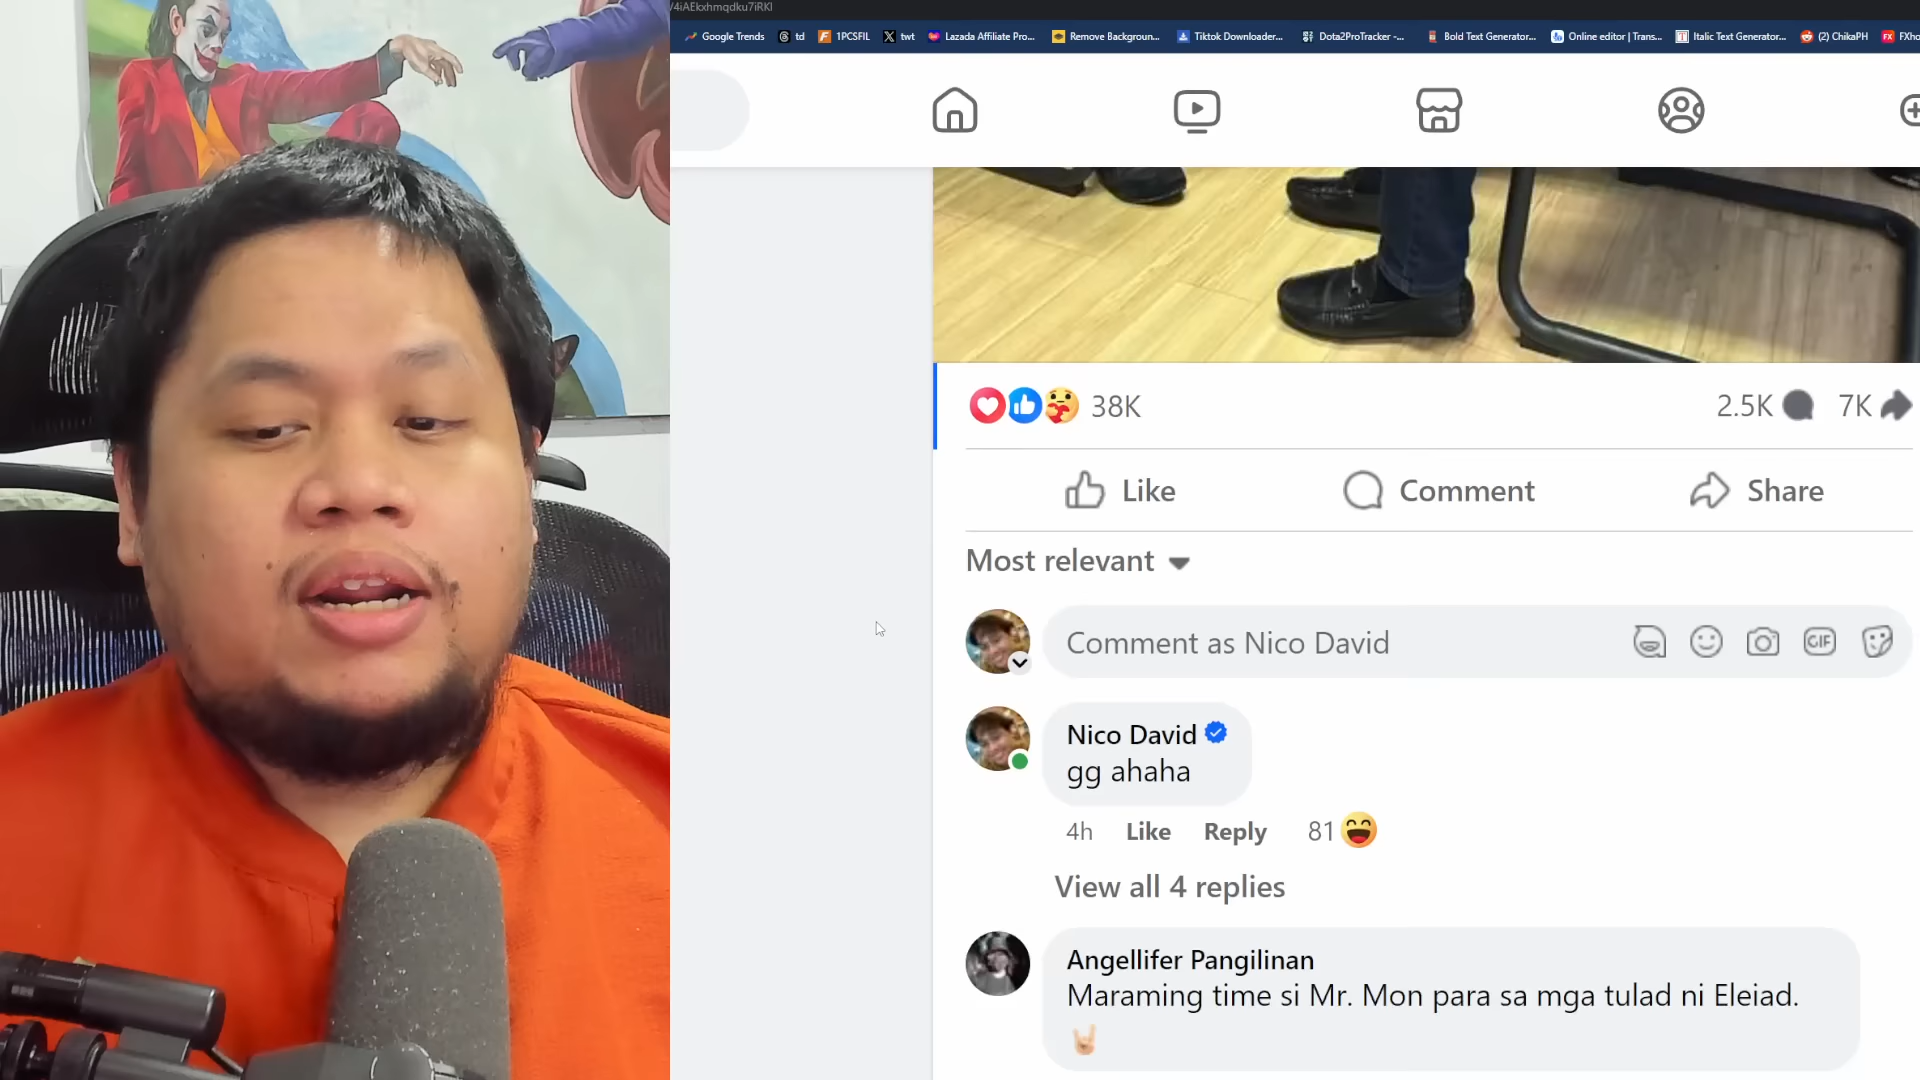 /4iAEkxhmqdku7iRKl
Google Trends td 1PCSFIL twt Lazada Affiliate Pro... Remove Backgroun... Tiktok Downloader... Dota2ProTracker -... Bold Text Generator... Online editor | Trans... Italic Text Generator... (2) ChikaPH FXho
38K 2.5K 7K
Like Comment Share
Most relevant
Comment as Nico David GIF
Nico David
gg ahaha
4h Like Reply 81
View all 4 replies
Angellifer Pangilinan
Maraming time si Mr. Mon para sa mga tulad ni Eleiad.
🤘🏻